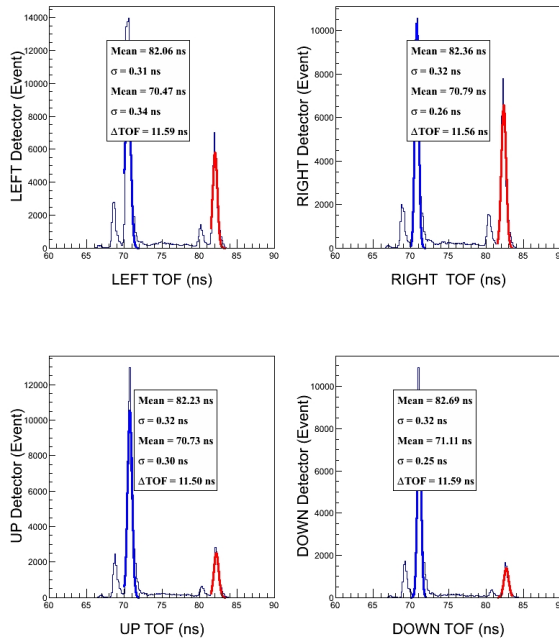 14000
12000
10000
8000
6000
4000
2000
0
LEFT Detector (Event)
Mean = 82.06 ns
σ = 0.31 ns
Mean = 70.47 ns
σ = 0.34 ns
ΔTOF = 11.59 ns
60 65 70 75 80 85 90
LEFT TOF (ns)
10000
8000
6000
4000
2000
0
RIGHT Detector (Event)
Mean = 82.36 ns
σ = 0.32 ns
Mean = 70.79 ns
σ = 0.26 ns
ΔTOF = 11.56 ns
60 65 70 75 80 85 90
RIGHT TOF (ns)
12000
10000
8000
6000
4000
2000
0
UP Detector (Event)
Mean = 82.23 ns
σ = 0.32 ns
Mean = 70.73 ns
σ = 0.30 ns
ΔTOF = 11.50 ns
60 65 70 75 80 85 90
UP TOF (ns)
10000
8000
6000
4000
2000
0
DOWN Detector (Event)
Mean = 82.69 ns
σ = 0.32 ns
Mean = 71.11 ns
σ = 0.25 ns
ΔTOF = 11.59 ns
60 65 70 75 80 85 90
DOWN TOF (ns)